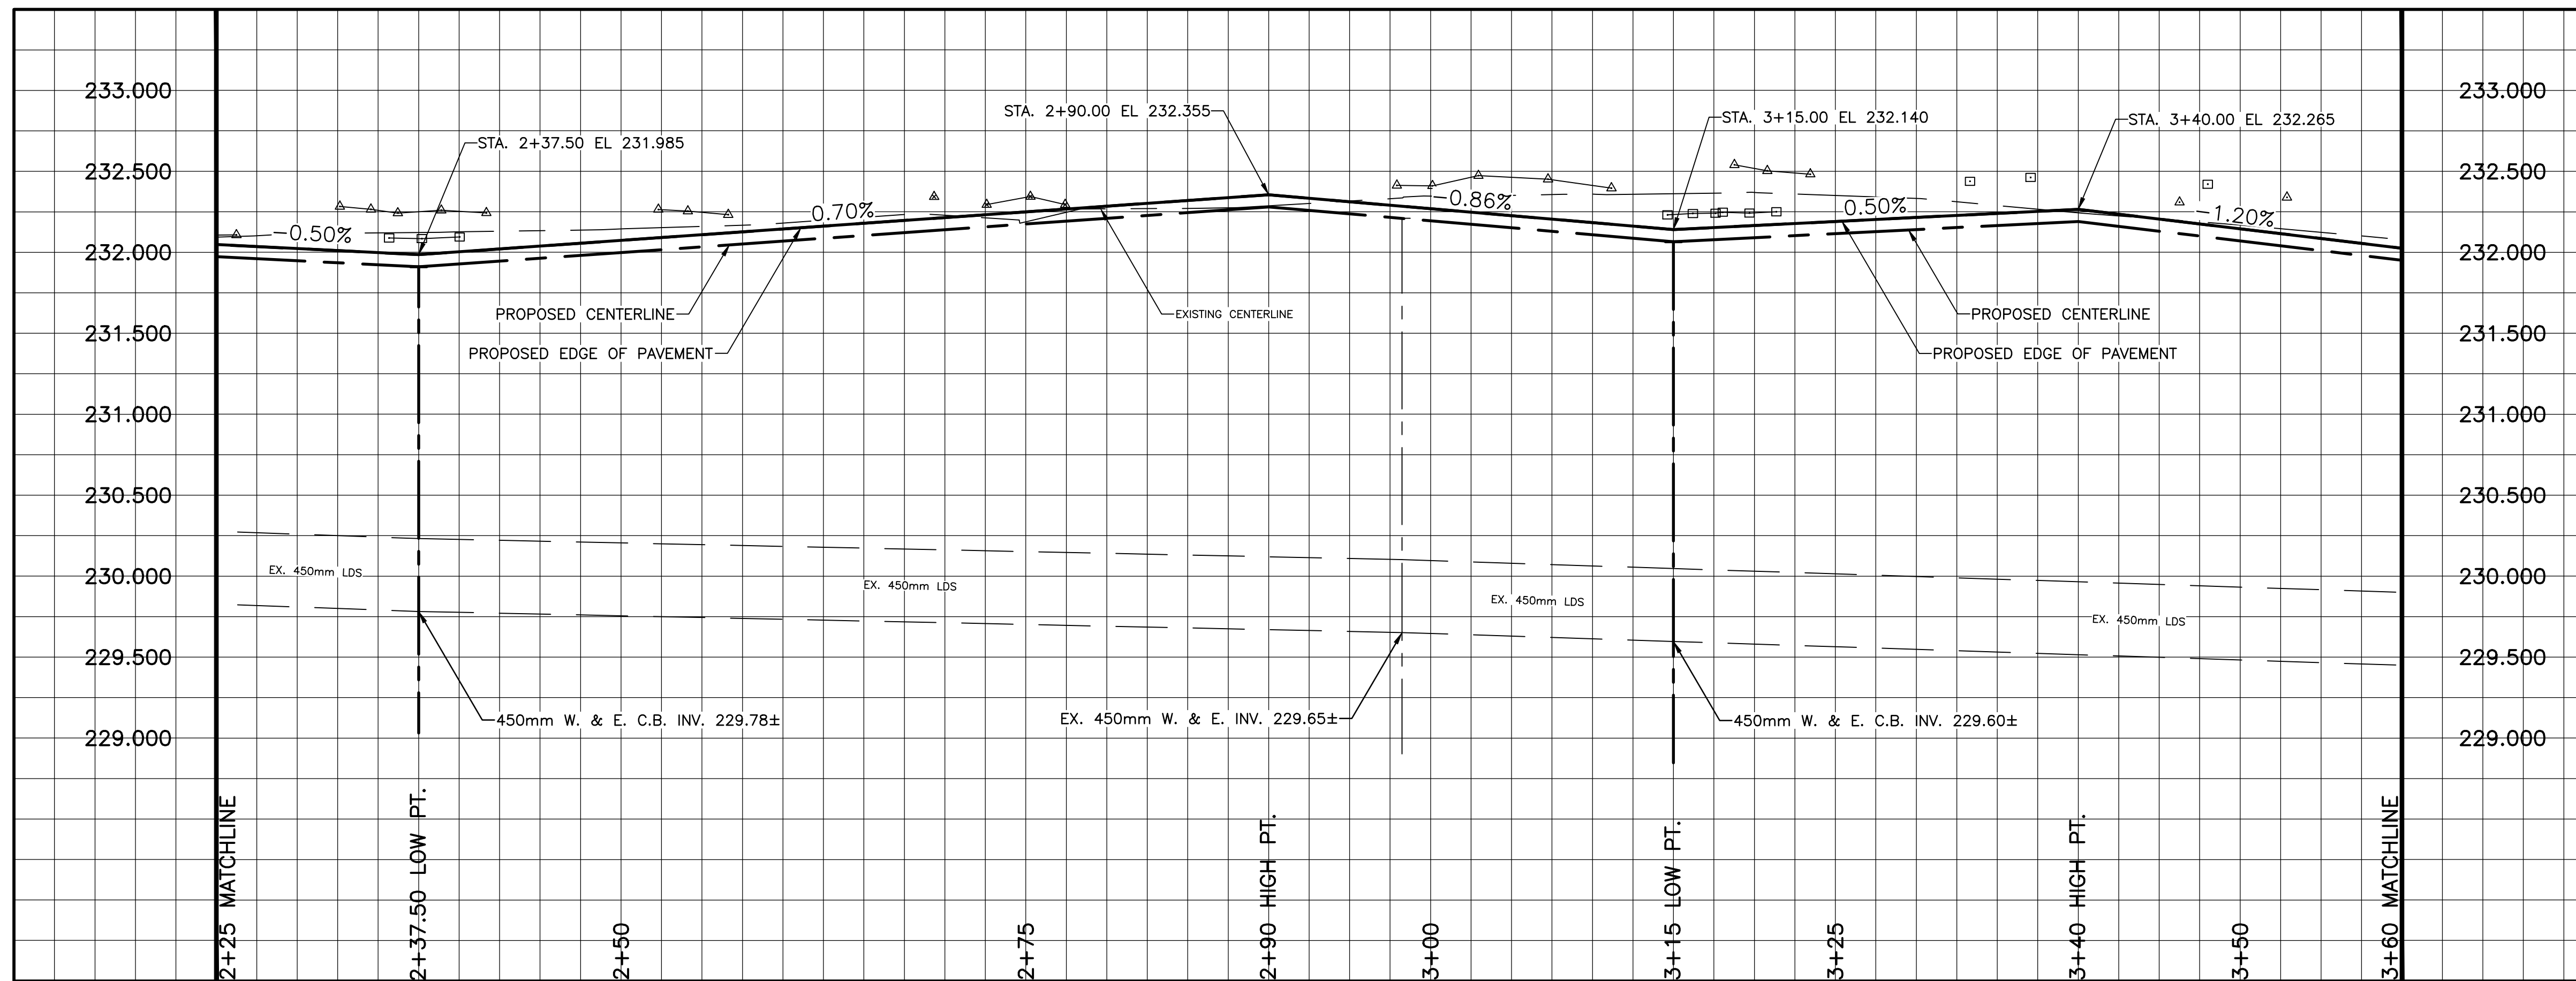 233.000
233.000
STA. 2+90.00 EL 232.355
STA. 3+15.00 EL 232.140
STA. 3+40.00 EL 232.265
STA. 2+37.50 EL 231.985
232.500
232.500
-0.50%
0.70%
-0.86%
0.50%
-1.20%
232.000
232.000
PROPOSED CENTERLINE
EXISTING CENTERLINE
PROPOSED CENTERLINE
231.500
231.500
PROPOSED EDGE OF PAVEMENT
PROPOSED EDGE OF PAVEMENT
231.000
231.000
230.500
230.500
230.000
230.000
EX. 450mm LDS
EX. 450mm LDS
EX. 450mm LDS
EX. 450mm LDS
229.500
229.500
450mm W. & E. C.B. INV. 229.78±
EX. 450mm W. & E. INV. 229.65±
450mm W. & E. C.B. INV. 229.60±
229.000
229.000
2+25 MATCHLINE
2+37.50 LOW PT.
2+50
2+75
2+90 HIGH PT.
3+00
3+15 LOW PT.
3+25
3+40 HIGH PT.
3+50
3+60 MATCHLINE